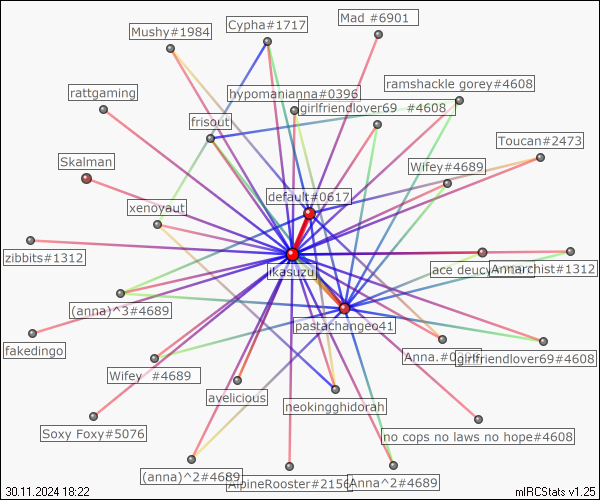 Mad #6901
Cypha#1717
Mushy#1984
ramshackle gorey#4608
rattgaming
hypomanianna#0396
girlfriendlover69 #4608
frisout
Toucan#2473
Skalman
Wifey#4689
default#0617
xenoyaut
zibbits#1312
ikasuzu
ace deucy
Annarchist#1312
(anna)^3#4689
pastachangeo41
fakedingo
Anna.#0
girlfriendlover69#4608
Wifey #4689
avelicious
neokingghidorah
Soxy Foxy#5076
no cops no laws no hope#4608
(anna)^2#4689
AlpineRooster#2156
Anna^2#4689
30.11.2024 18:22
mIRCStats v1.25